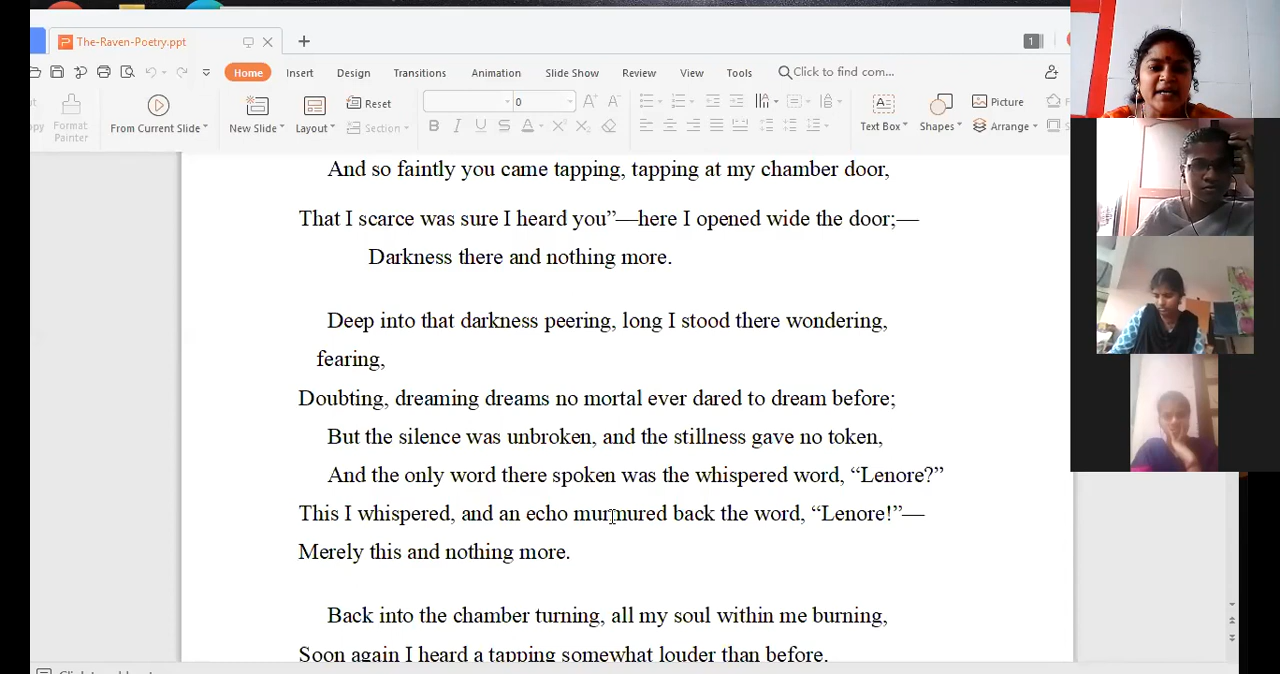 The-Raven-Poetry.ppt
1
Home Insert Design Transitions Animation Slide Show Review View Tools Click to find com...
Format Painter
From Current Slide
New Slide
Layout
Reset
Section
0
B I U S A X² X₂
Text Box
Shapes
Picture
Arrange
And so faintly you came tapping, tapping at my chamber door,
That I scarce was sure I heard you”—here I opened wide the door;—
Darkness there and nothing more.
Deep into that darkness peering, long I stood there wondering,
fearing,
Doubting, dreaming dreams no mortal ever dared to dream before;
But the silence was unbroken, and the stillness gave no token,
And the only word there spoken was the whispered word, “Lenore?”
This I whispered, and an echo murmured back the word, “Lenore!”—
Merely this and nothing more.
Back into the chamber turning, all my soul within me burning,
Soon again I heard a tapping somewhat louder than before.